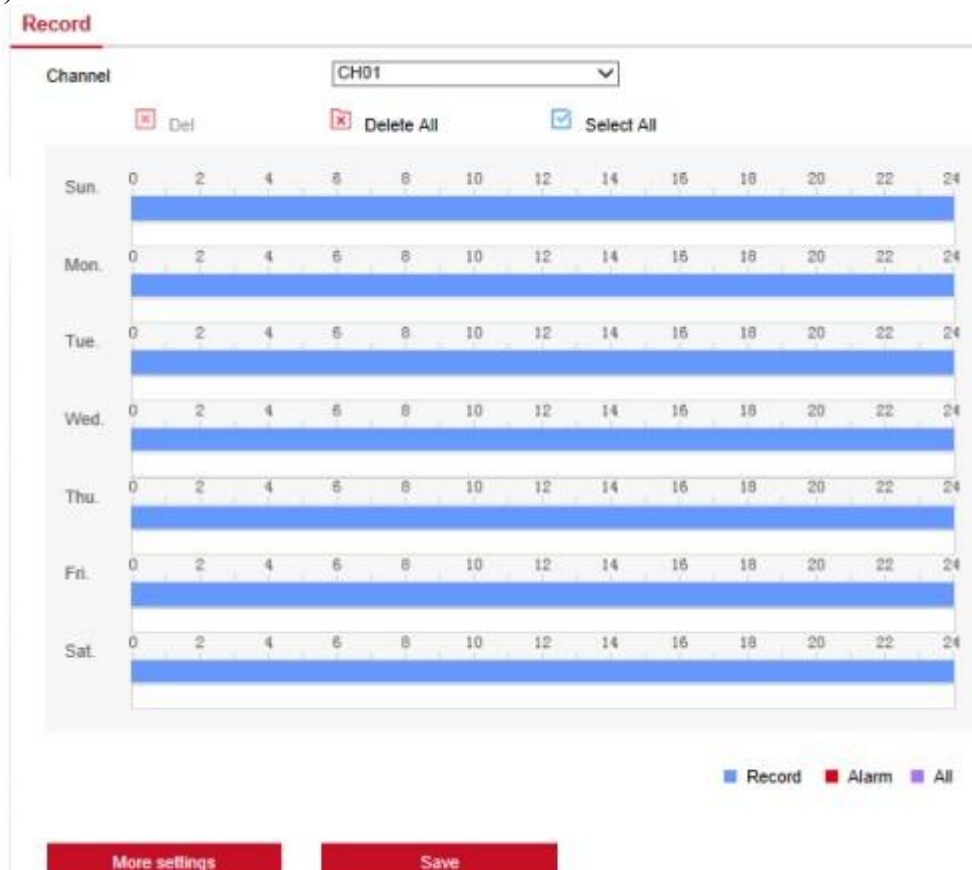 )
Record
Channel CH01
Del Delete All Select All
Sun. 0 2 4 6 8 10 12 14 16 18 20 22 24
Mon. 0 2 4 6 8 10 12 14 16 18 20 22 24
Tue. 0 2 4 6 8 10 12 14 16 18 20 22 24
Wed. 0 2 4 6 8 10 12 14 16 18 20 22 24
Thu. 0 2 4 6 8 10 12 14 16 18 20 22 24
Fri. 0 2 4 6 8 10 12 14 16 18 20 22 24
Sat. 0 2 4 6 8 10 12 14 16 18 20 22 24
Record Alarm All
More settings Save